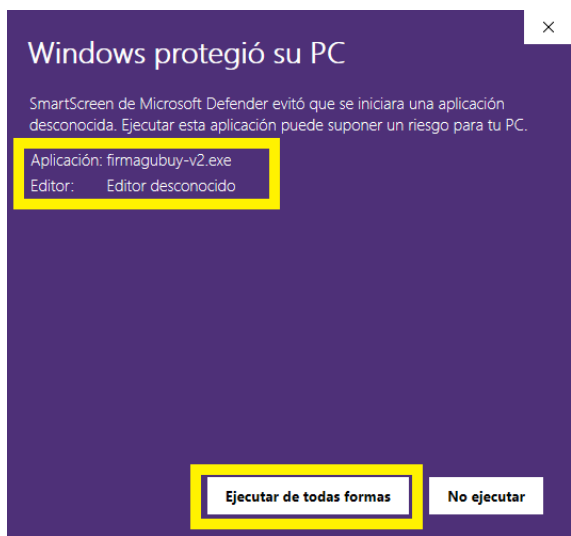 Windows protegió su PC
SmartScreen de Microsoft Defender evitó que se iniciara una aplicación
desconocida. Ejecutar esta aplicación puede suponer un riesgo para tu PC.
Aplicación: firmagubuy-v2.exe
Editor: Editor desconocido
Ejecutar de todas formas No ejecutar